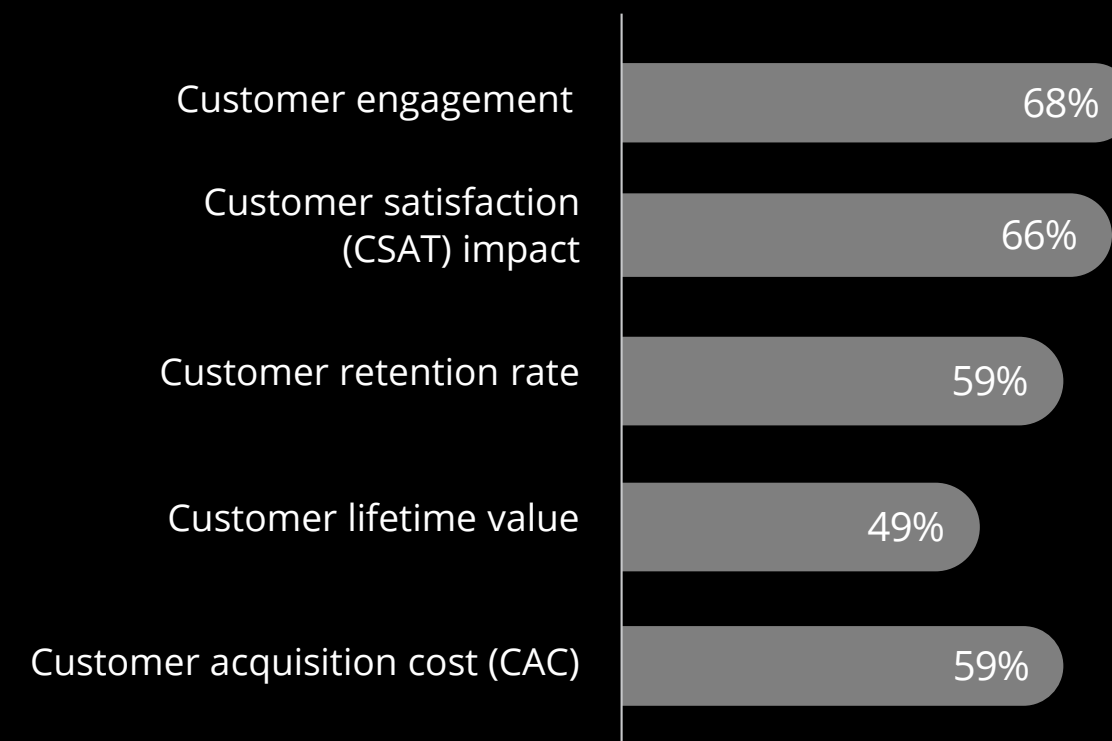 Customer engagement
68%
Customer satisfaction
(CSAT) impact
66%
Customer retention rate
59%
Customer lifetime value
49%
Customer acquisition cost (CAC)
59%